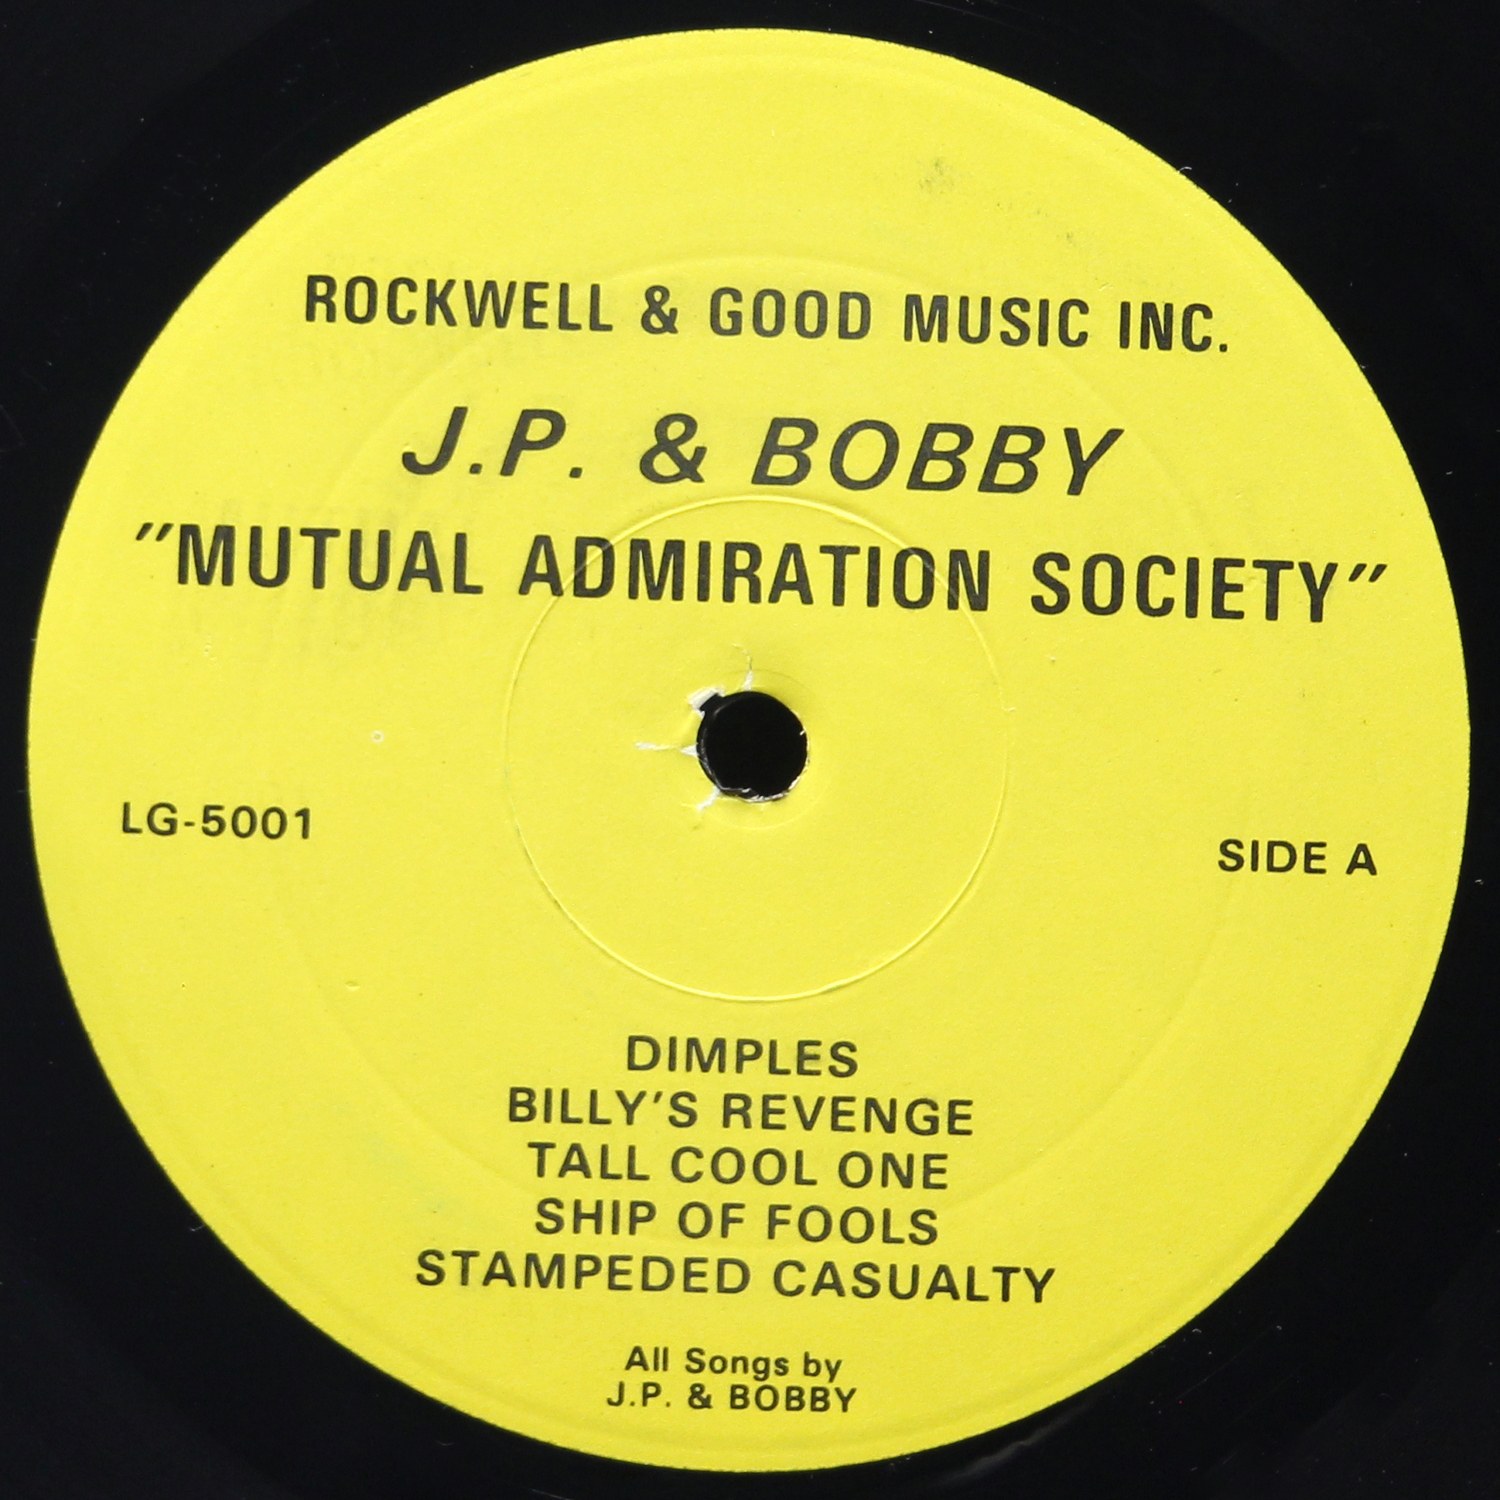 ROCKWELL & GOOD MUSIC INC.
J.P. & BOBBY
"MUTUAL ADMIRATION SOCIETY"
LG-5001
SIDE A
DIMPLES
BILLY'S REVENGE
TALL COOL ONE
SHIP OF FOOLS
STAMPEDED CASUALTY
All Songs by
J.P. & BOBBY